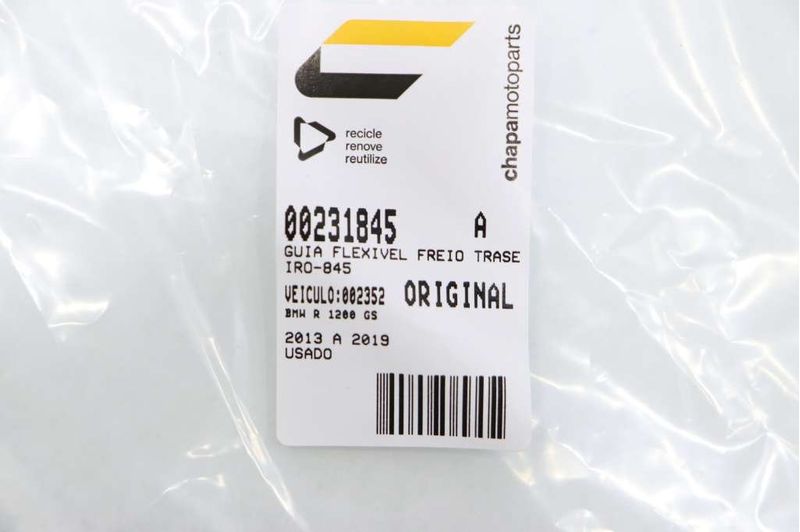 chapamotoparts
recicle
renove
reutilize
00231845 A
GUIA FLEXIVEL FREIO TRASE
IRO-845
VEICULO:002352 ORIGINAL
BMW R 1200 GS
2013 A 2019
USADO